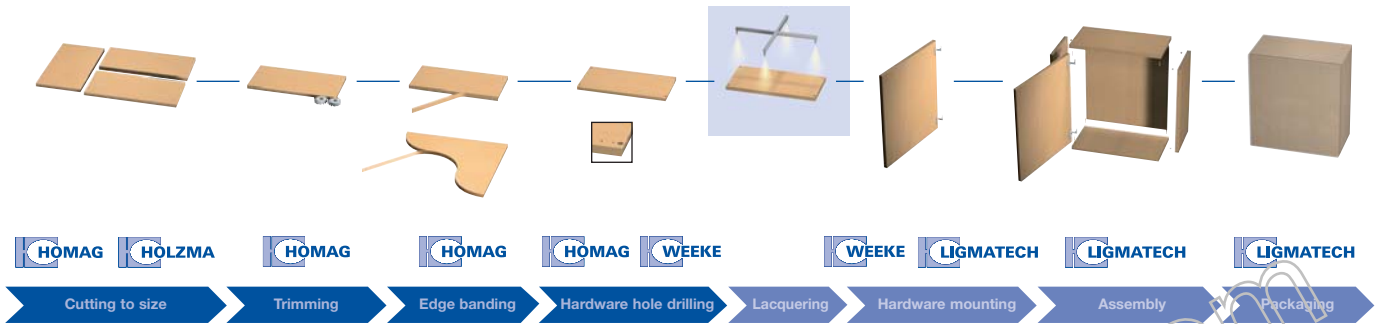 HOMAG HOLZMA HOMAG HOMAG HOMAG WEEKE WEEKE LIGMATECH LIGMATECH LIGMATECH
Cutting to size Trimming Edge banding Hardware hole drilling Lacquering Hardware mounting Assembly Packaging